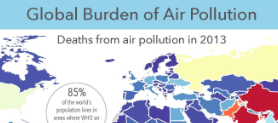 Global Burden of Air Pollution
Deaths from air pollution in 2013
85%
of the world's
population lives in
areas where WHO air